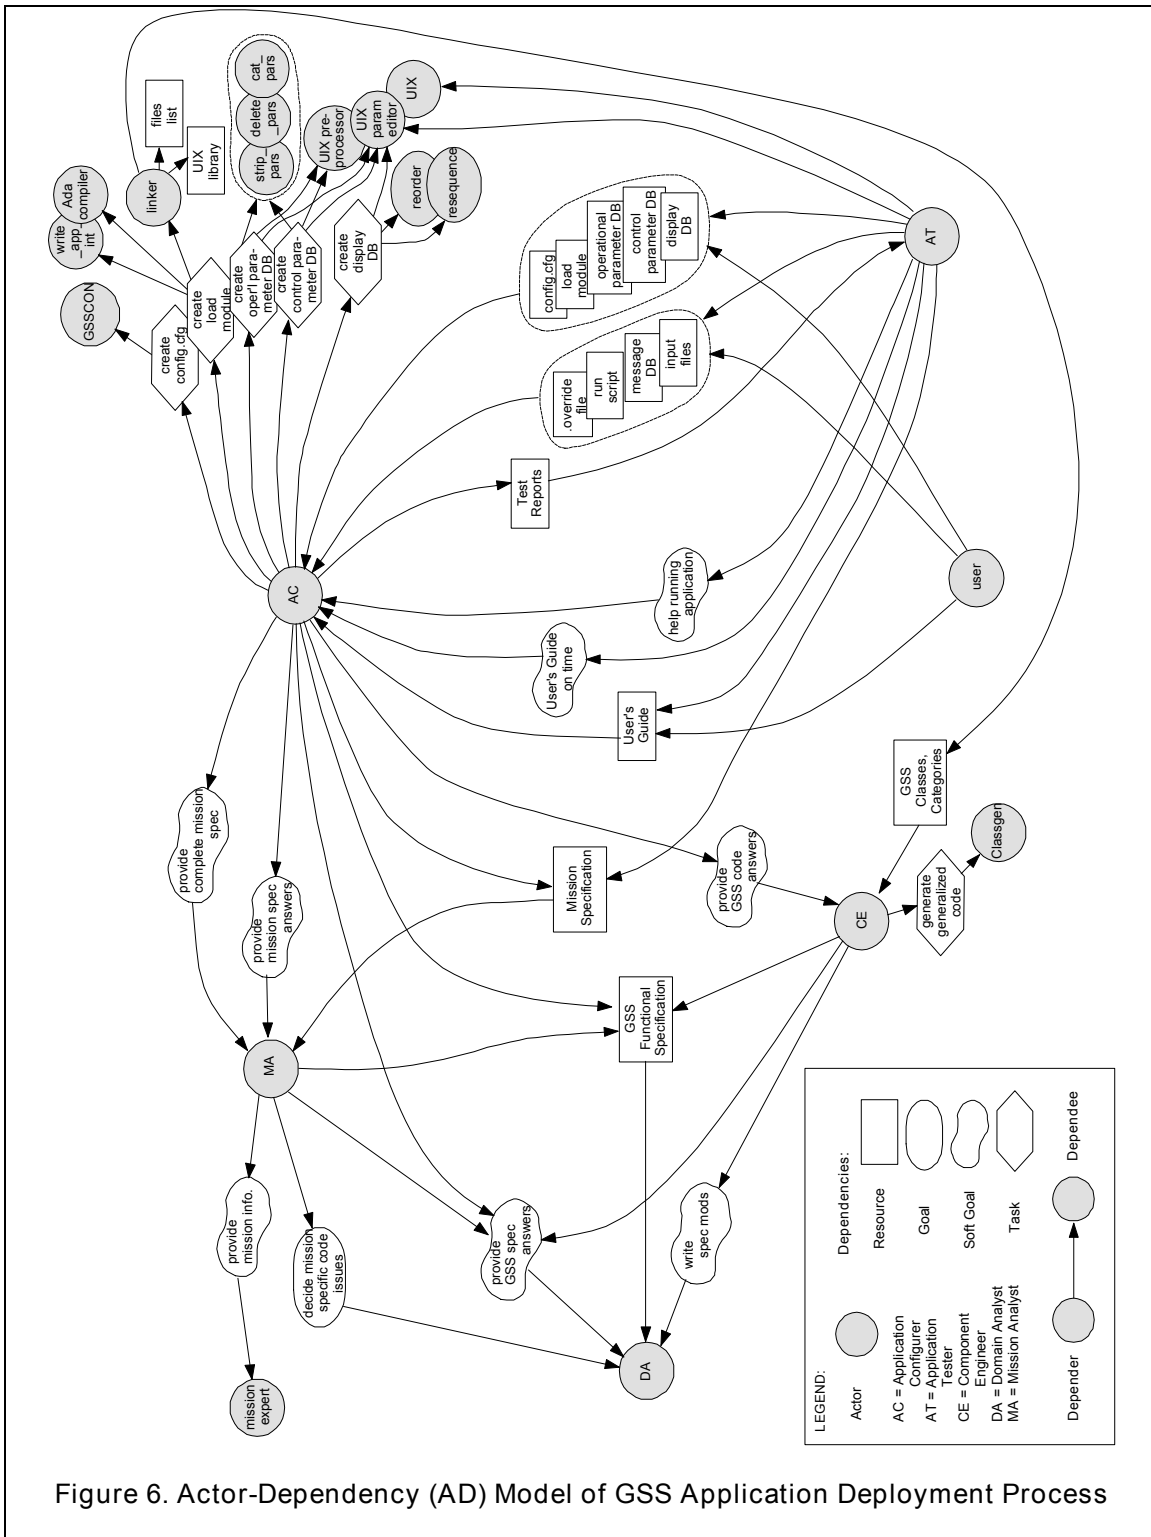 cat_
pars
delete
_pars
strip_
pars
UIX
UIX
param
editor
UIX pre-
processor
files
list
UIX
library
linker
Ada
compiler
write
_app_
int
GSSCON
reorder
resequence
create
display
DB
create
control para-
meter DB
create
oper'l para-
meter DB
create
load
module
create
config.cfg
config.cfg
load
module
operational
parameter DB
control
parameter DB
display
DB
.override
file
run
script
message
DB
input
files
AT
Test
Reports
AC
help running
application
user
User's Guide
on time
User's
Guide
GSS
Classes,
Categories
Classgen
generate
generalized
code
CE
provide
GSS code
answers
Mission
Specification
provide
complete mission
spec
provide
mission spec
answers
GSS
Functional
Specification
MA
provide
mission info.
decide mission
specific code
issues
provide
GSS spec
answers
write
spec mods
DA
mission
expert
LEGEND:
Actor
AC = Application
Configurer
AT = Application
Tester
CE = Component
Engineer
DA = Domain Analyst
MA = Mission Analyst
Dependencies:
Resource
Goal
Soft Goal
Task
Depender
Dependee
Figure 6. Actor-Dependency (AD) Model of GSS Application Deployment Process